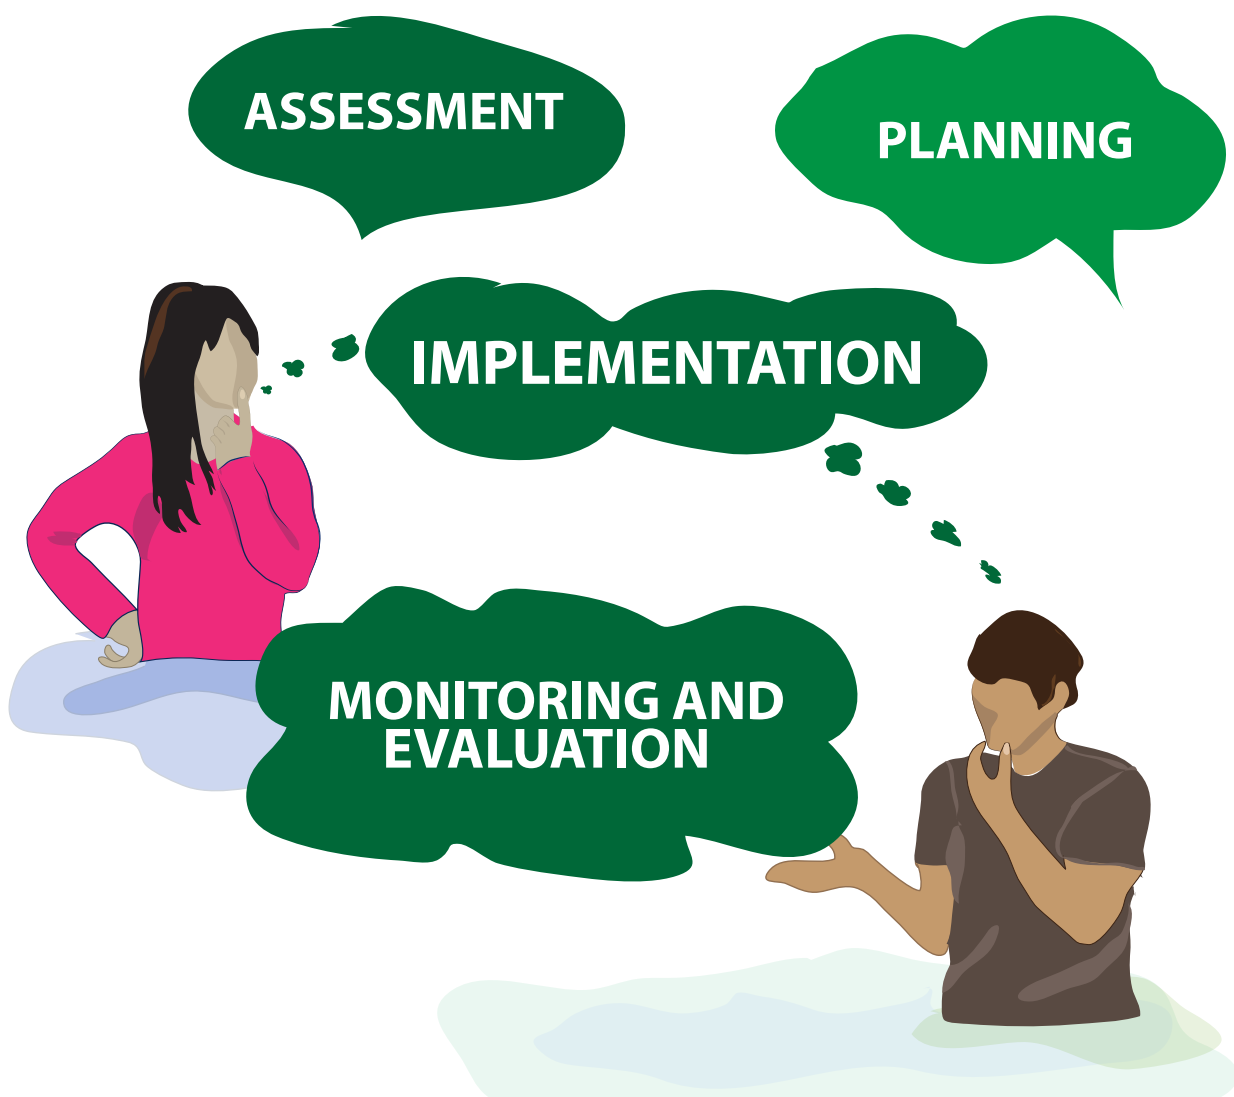 ASSESSMENT
PLANNING
IMPLEMENTATION
MONITORING AND
EVALUATION